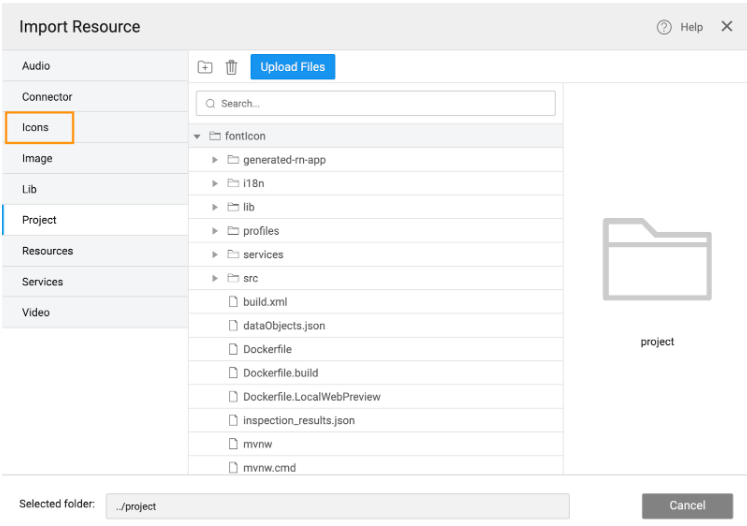 Import Resource
Help
Audio
Connector
Icons
Image
Lib
Project
Resources
Services
Video
Upload Files
Search...
fontIcon
generated-rn-app
i18n
lib
profiles
services
src
build.xml
dataObjects.json
Dockerfile
Dockerfile.build
Dockerfile.LocalWebPreview
inspection_results.json
mvnw
mvnw.cmd
project
Selected folder:
../project
Cancel